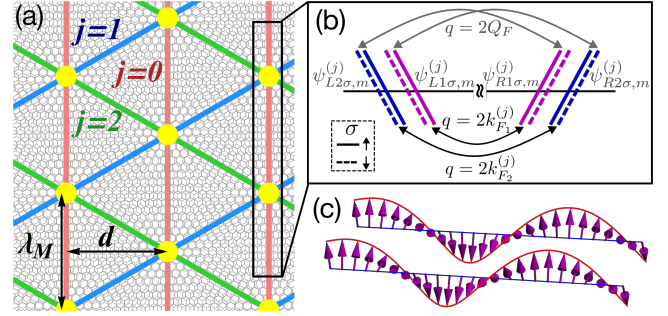 (a)
j=1
j=0
j=2
λ_M
d
(b)
q = 2Q_F
ψ^{(j)}_{L2σ,m} ψ^{(j)}_{L1σ,m} ≈ ψ^{(j)}_{R1σ,m} ψ^{(j)}_{R2σ,m}
σ
↑
↓
q = 2k^{(j)}_{F_1}
q = 2k^{(j)}_{F_2}
(c)